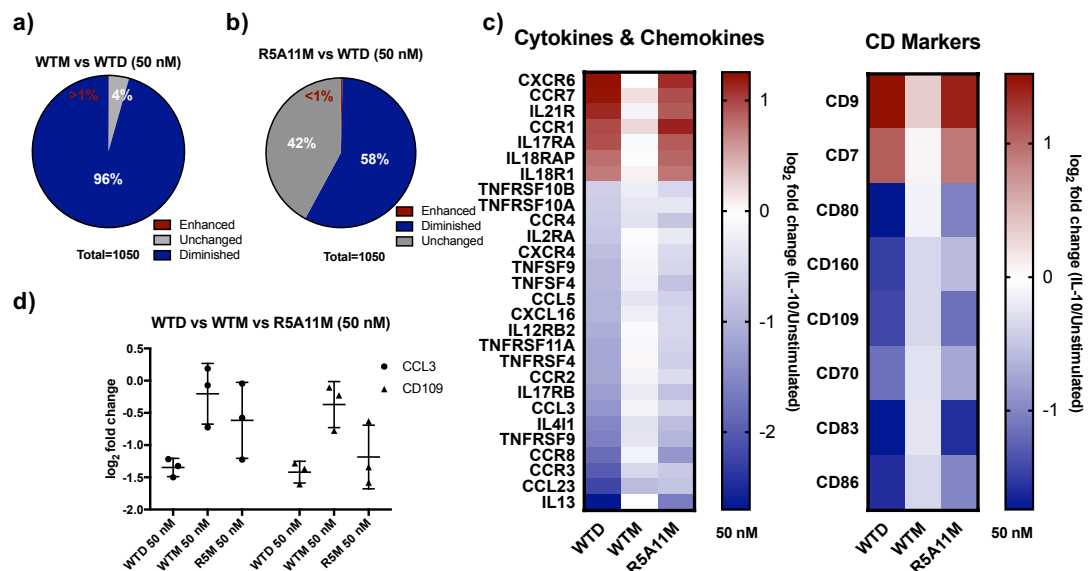 a)
WTM vs WTD (50 nM)
>1%
4%
96%
Enhanced
Unchanged
Diminished
Total=1050
b)
R5A11M vs WTD (50 nM)
<1%
42%
58%
Enhanced
Diminished
Unchanged
Total=1050
c)
Cytokines & Chemokines
CXCR6
CCR7
IL21R
CCR1
IL17RA
IL18RAP
IL18R1
TNFRSF10B
TNFRSF10A
CCR4
IL2RA
CXCR4
TNFSF9
TNFSF4
CCL5
CXCL16
IL12RB2
TNFRSF11A
TNFRSF4
CCR2
IL17RB
CCL3
IL4I1
TNFRSF9
CCR8
CCR3
CCL23
IL13
WTD
WTM
R5A11M
1
0
-1
-2
log2 fold change (IL-10/Unstimulated)
50 nM
CD Markers
CD9
CD7
CD80
CD160
CD109
CD70
CD83
CD86
WTD
WTM
R5A11M
1
0
-1
log2 fold change (IL-10/Unstimulated)
50 nM
d)
WTD vs WTM vs R5A11M (50 nM)
CCL3
CD109
log2 fold change
0.5
0.0
-0.5
-1.0
-1.5
-2.0
WTD 50 nM
WTM 50 nM
R5M 50 nM
WTD 50 nM
WTM 50 nM
R5M 50 nM